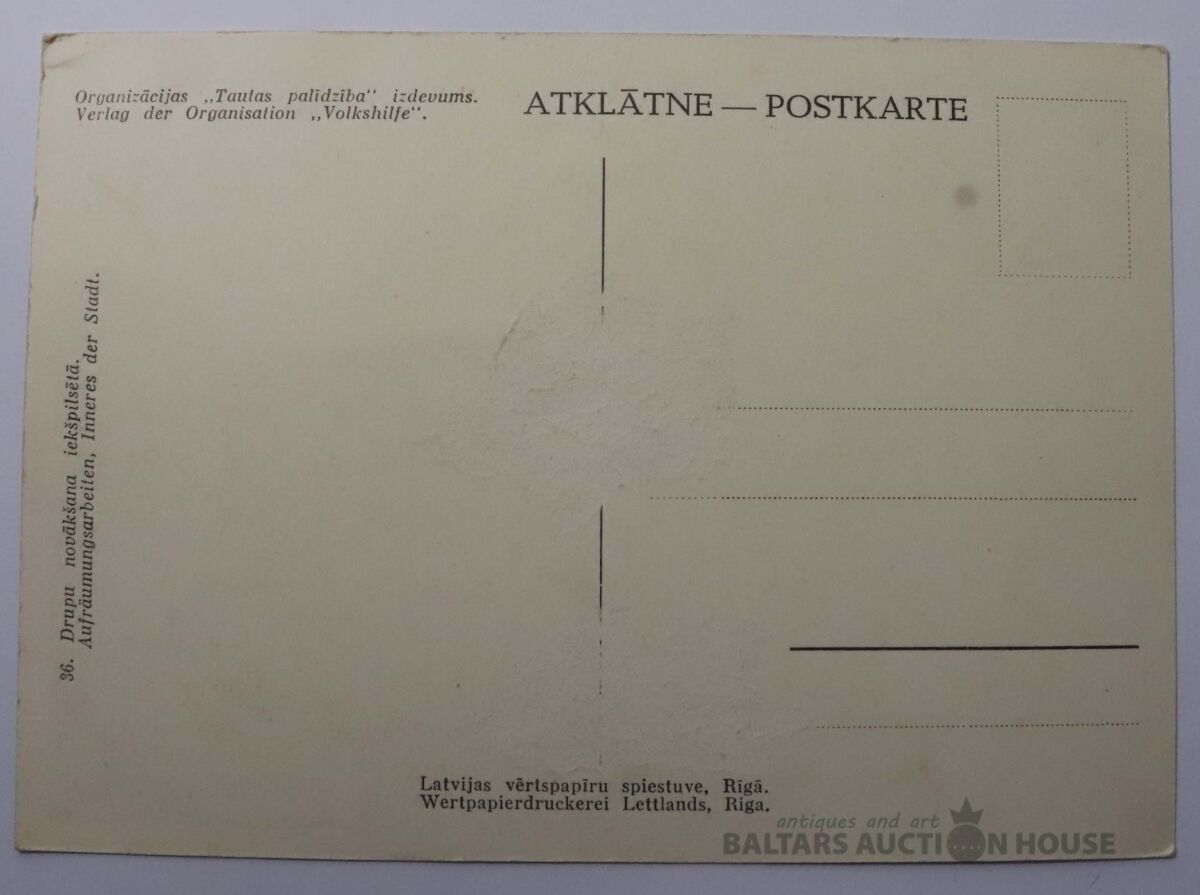 Organizācijas „Tautas palīdzība" izdevums.
Verlag der Organisation „Volkshilfe".
ATKLĀTNE — POSTKARTE
36. Drupu novākšana iekšpilsētā.
Aufräumungsarbeiten, Inneres der Stadt.
Latvijas vērtspapīru spiestuve, Rīgā.
Wertpapierdruckerei Lettlands, Riga.
antiques and art
BALTARS AUCTION HOUSE